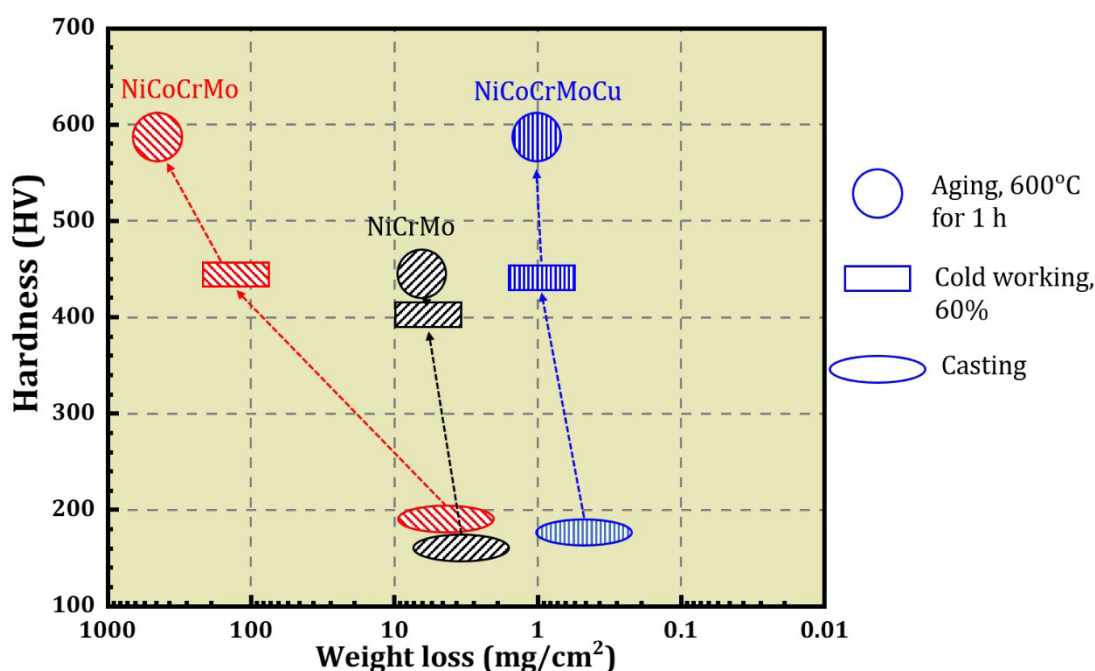 700
600
500
400
300
200
100
Hardness (HV)
NiCoCrMo
NiCoCrMoCu
NiCrMo
Aging, 600°C
for 1 h
Cold working,
60%
Casting
1000
100
10
1
0.1
0.01
Weight loss (mg/cm²)